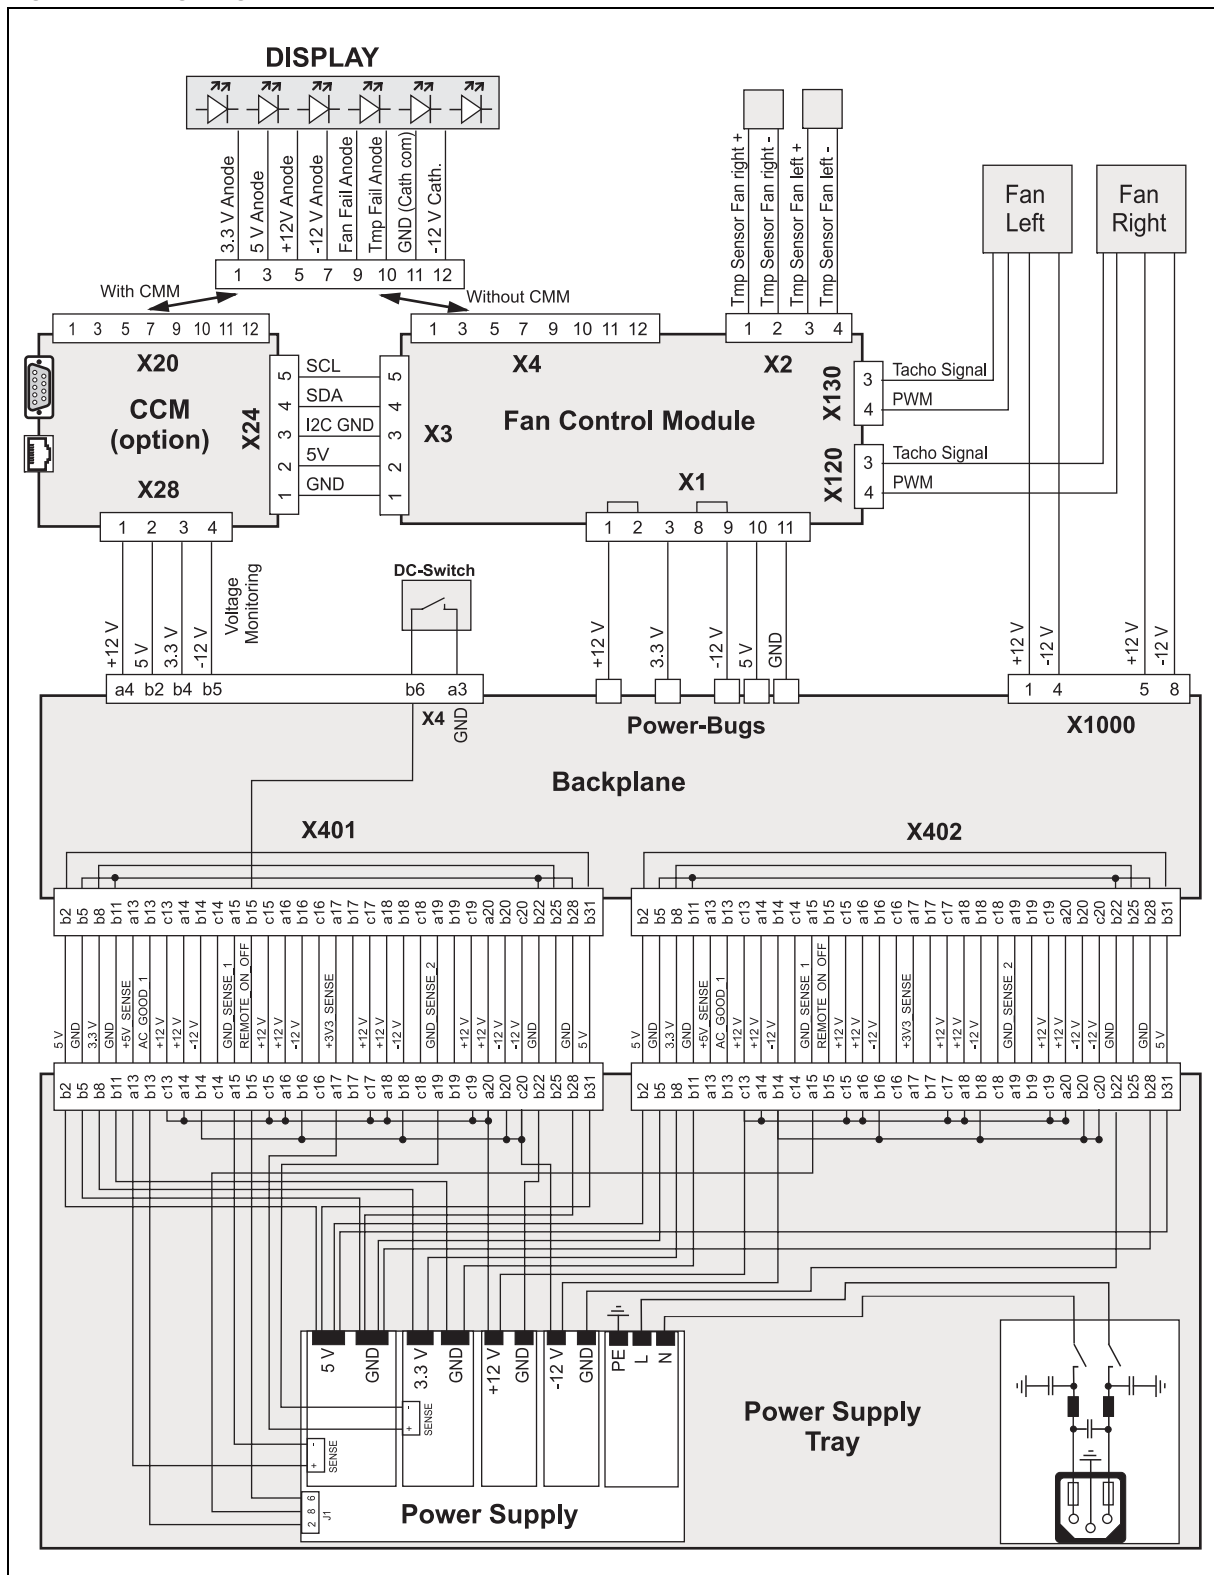 DISPLAY
3.3 V Anode
5 V Anode
+12V Anode
-12 V Anode
Fan Fail Anode
Tmp Fail Anode
GND (Cath com)
-12 V Cath.
1 3 5 7 9 10 11 12
With CMM
Without CMM
Tmp Sensor Fan right +
Tmp Sensor Fan right -
Tmp Sensor Fan left +
Tmp Sensor Fan left -
Fan
Left
Fan
Right
1 3 5 7 9 10 11 12
X20
CCM
(option)
X24
5 4 3 2 1
SCL
SDA
I2C GND
5V
GND
5 4 3 2 1
X3
1 3 5 7 9 10 11 12
X4
1 2 3 4
X2
Fan Control Module
X130
3 Tacho Signal
4 PWM
X120
3 Tacho Signal
4 PWM
X28
1 2 3 4
X1
1 2 3 8 9 10 11
Voltage
Monitoring
+12 V
5 V
3.3 V
-12 V
DC-Switch
+12 V
3.3 V
-12 V
5 V
GND
+12 V
-12 V
+12 V
-12 V
a4 b2 b4 b5 b6 a3
X4
GND
Power-Bugs
1 4 5 8
X1000
Backplane
X401
X402
b2 b5 b8 b11 a13 b13 c13 a14 b14 c14 a15 b15 c15 a16 b16 c16 a17 b17 c17 a18 b18 c18 a19 b19 c19 a20 b20 c20 b22 b25 b28 b31
b2 b5 b8 b11 a13 b13 c13 a14 b14 c14 a15 b15 c15 a16 b16 c16 a17 b17 c17 a18 b18 c18 a19 b19 c19 a20 b20 c20 b22 b25 b28 b31
5 V
GND
3.3 V
GND
+5V_SENSE
AC_GOOD_1
+12 V
+12 V
-12 V
GND_SENSE_1
REMOTE_ON_OFF
+12 V
+12 V
-12 V
+3V3_SENSE
+12 V
+12 V
-12 V
GND_SENSE_2
+12 V
+12 V
-12 V
-12 V
GND
GND
5 V
5 V
GND
3.3 V
GND
+5V_SENSE
AC_GOOD_1
+12 V
+12 V
-12 V
GND_SENSE_1
REMOTE_ON_OFF
+12 V
+12 V
-12 V
+3V3_SENSE
+12 V
+12 V
-12 V
GND_SENSE_2
+12 V
+12 V
-12 V
-12 V
GND
GND
5 V
b2 b5 b8 b11 a13 b13 c13 a14 b14 c14 a15 b15 c15 a16 b16 c16 a17 b17 c17 a18 b18 c18 a19 b19 c19 a20 b20 c20 b22 b25 b28 b31
b2 b5 b8 b11 a13 b13 c13 a14 b14 c14 a15 b15 c15 a16 b16 c16 a17 b17 c17 a18 b18 c18 a19 b19 c19 a20 b20 c20 b22 b25 b28 b31
5 V
GND
3.3 V
GND
+12 V
GND
-12 V
GND
PE
L
N
- +
SENSE
- +
SENSE
2 8 6
J1
Power Supply
Power Supply
Tray